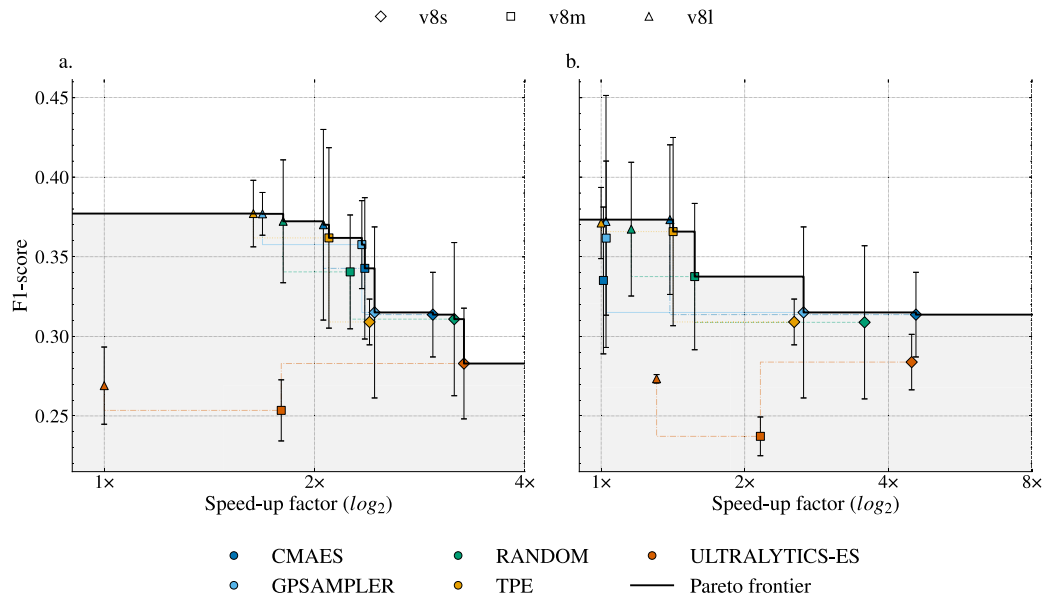 v8s v8m v8l
a. b.
0.45
0.40
0.35
0.30
0.25
F1-score
1× 2× 4× 1× 2× 4× 8×
Speed-up factor (log₂) Speed-up factor (log₂)
CMAES RANDOM ULTRALYTICS-ES
GPSAMPLER TPE Pareto frontier